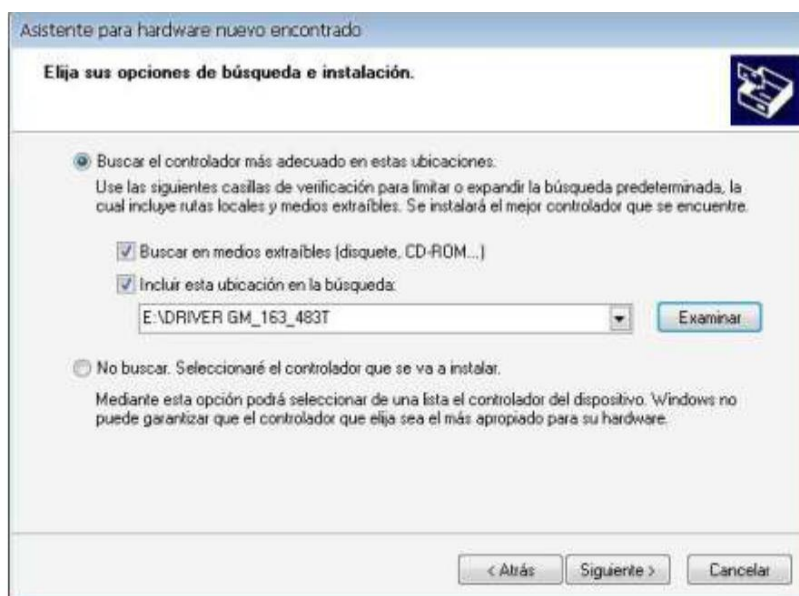 Asistente para hardware nuevo encontrado
Elija sus opciones de búsqueda e instalación.
Buscar el controlador más adecuado en estas ubicaciones.
Use las siguientes casillas de verificación para limitar o expandir la búsqueda predeterminada, la
cual incluye rutas locales y medios extraíbles. Se instalará el mejor controlador que se encuentre.
Buscar en medios extraíbles (disquete, CD-ROM...)
Incluir esta ubicación en la búsqueda:
E:\DRIVER GM_163_483T
Examinar
No buscar. Seleccionaré el controlador que se va a instalar.
Mediante esta opción podrá seleccionar de una lista el controlador del dispositivo. Windows no
puede garantizar que el controlador que elija sea el más apropiado para su hardware.
< Atrás
Siguiente >
Cancelar